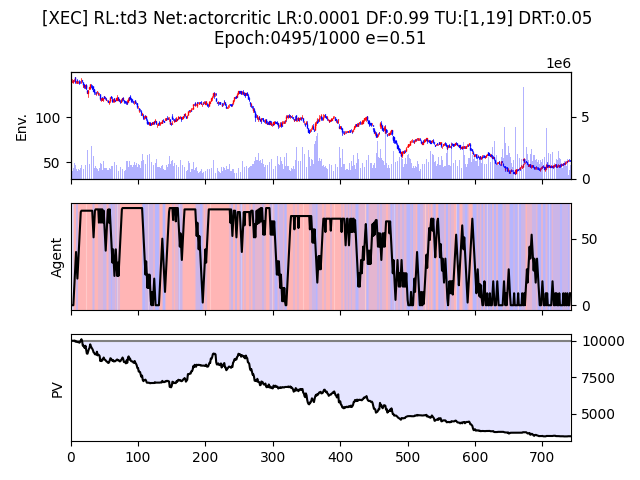 [XEC] RL:td3 Net:actorcritic LR:0.0001 DF:0.99 TU:[1,19] DRT:0.05
Epoch:0495/1000 e=0.51
1e6
Env.
100
50
5
0
Agent
50
0
PV
10000
7500
5000
0 100 200 300 400 500 600 700